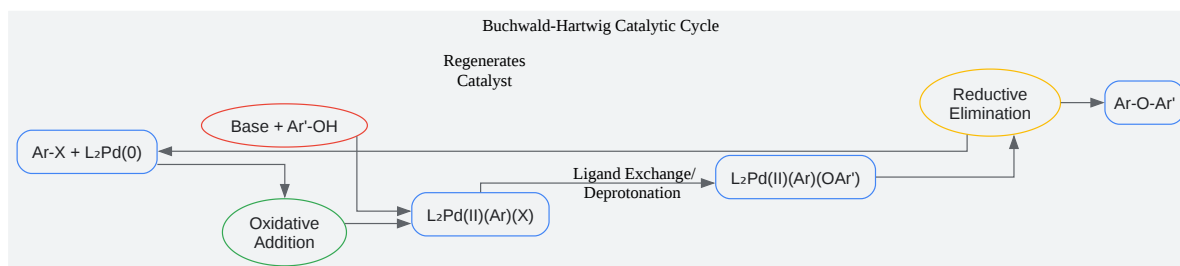 Buchwald-Hartwig Catalytic Cycle
Regenerates
Catalyst
Reductive
Elimination
Ar-O-Ar'
Base + Ar'-OH
Ar-X + L₂Pd(0)
Ligand Exchange/
Deprotonation
L₂Pd(II)(Ar)(OAr')
L₂Pd(II)(Ar)(X)
Oxidative
Addition